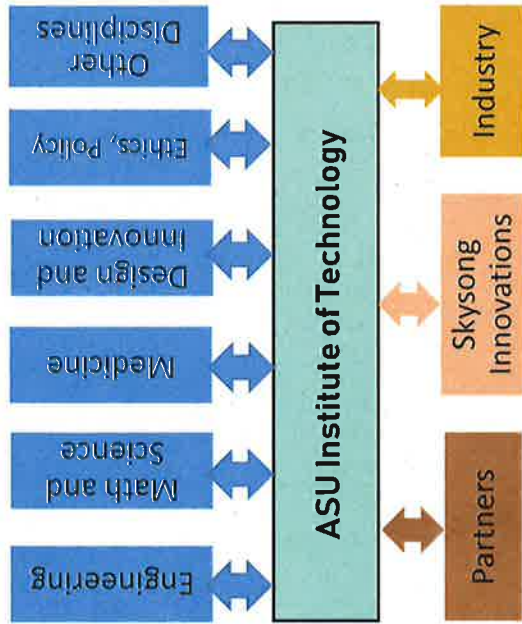 Engineering
Math and
Science
Medicine
Design and
Innovation
Ethics, Policy
Other
Disciplines
ASU Institute of Technology
Partners
Skysong
Innovations
Industry